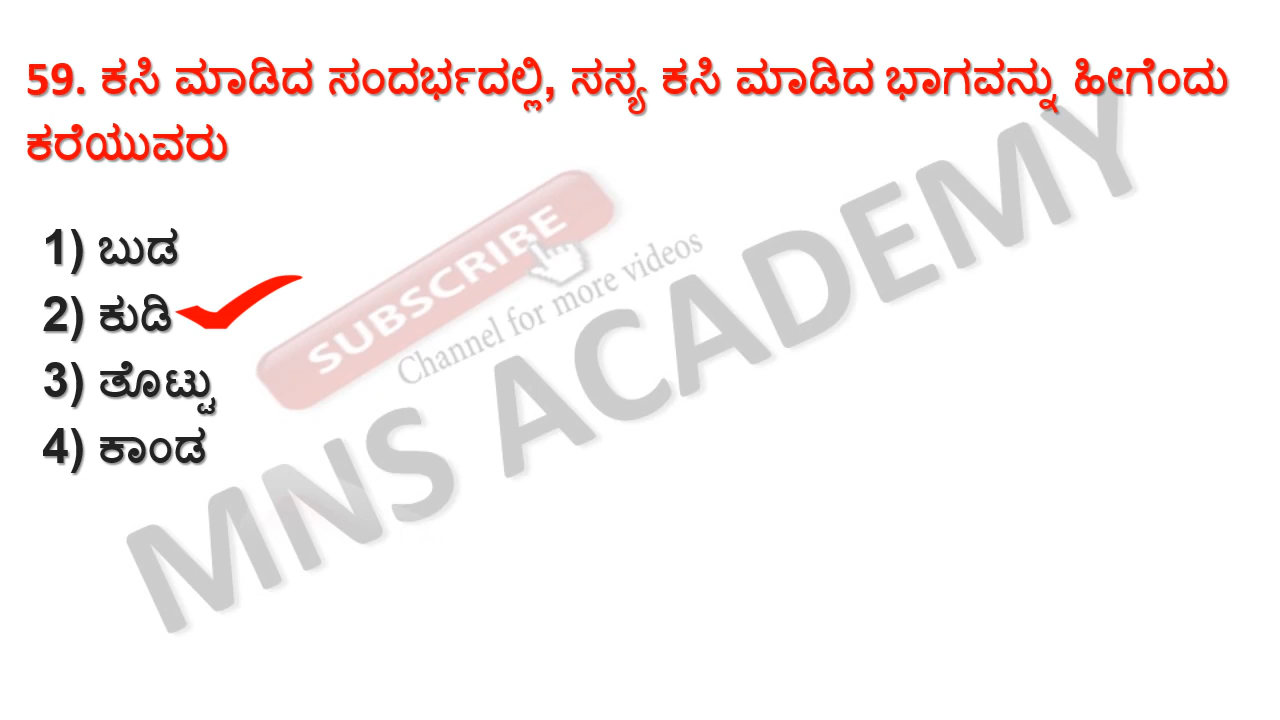 59. ಕಸಿ ಮಾಡಿದ ಸಂದರ್ಭದಲ್ಲಿ, ಸಸ್ಯ ಕಸಿ ಮಾಡಿದ ಭಾಗವನ್ನು ಹೀಗೆಂದು
ಕರೆಯುವರು
1) ಬುಡ
2) ಕುಡಿ
3) ತೊಟ್ಟು
4) ಕಾಂಡ
SUBSCRIBE
Channel for more videos
MNS ACADEMY